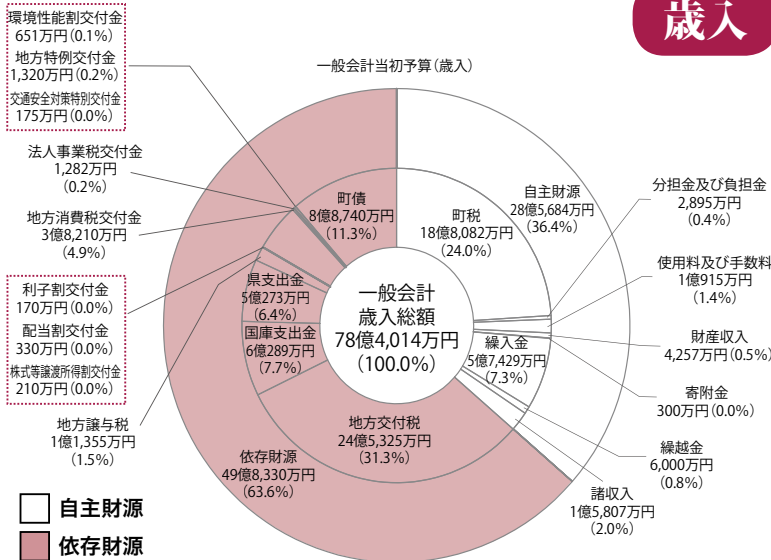 歳入
一般会計当初予算（歳入）
環境性能割交付金
651万円（0.1%）
地方特例交付金
1,320万円（0.2%）
交通安全対策特別交付金
175万円（0.0%）
法人事業税交付金
1,282万円
（0.2%）
地方消費税交付金
3億8,210万円
（4.9%）
利子割交付金
170万円（0.0%）
配当割交付金
330万円（0.0%）
株式等譲渡所得割交付金
210万円（0.0%）
地方譲与税
1億1,355万円
（1.5%）
町債
8億8,740万円
（11.3%）
県支出金
5億273万円
（6.4%）
国庫支出金
6億289万円
（7.7%）
地方交付税
24億5,325万円
（31.3%）
依存財源
49億8,330万円
（63.6%）
一般会計
歳入総額
78億4,014万円
（100.0%）
町税
18億8,082万円
（24.0%）
自主財源
28億5,684万円
（36.4%）
分担金及び負担金
2,895万円
（0.4%）
使用料及び手数料
1億915万円
（1.4%）
財産収入
4,257万円（0.5%）
寄附金
300万円（0.0%）
繰入金
5億7,429万円
（7.3%）
繰越金
6,000万円
（0.8%）
諸収入
1億5,807万円
（2.0%）
自主財源
依存財源